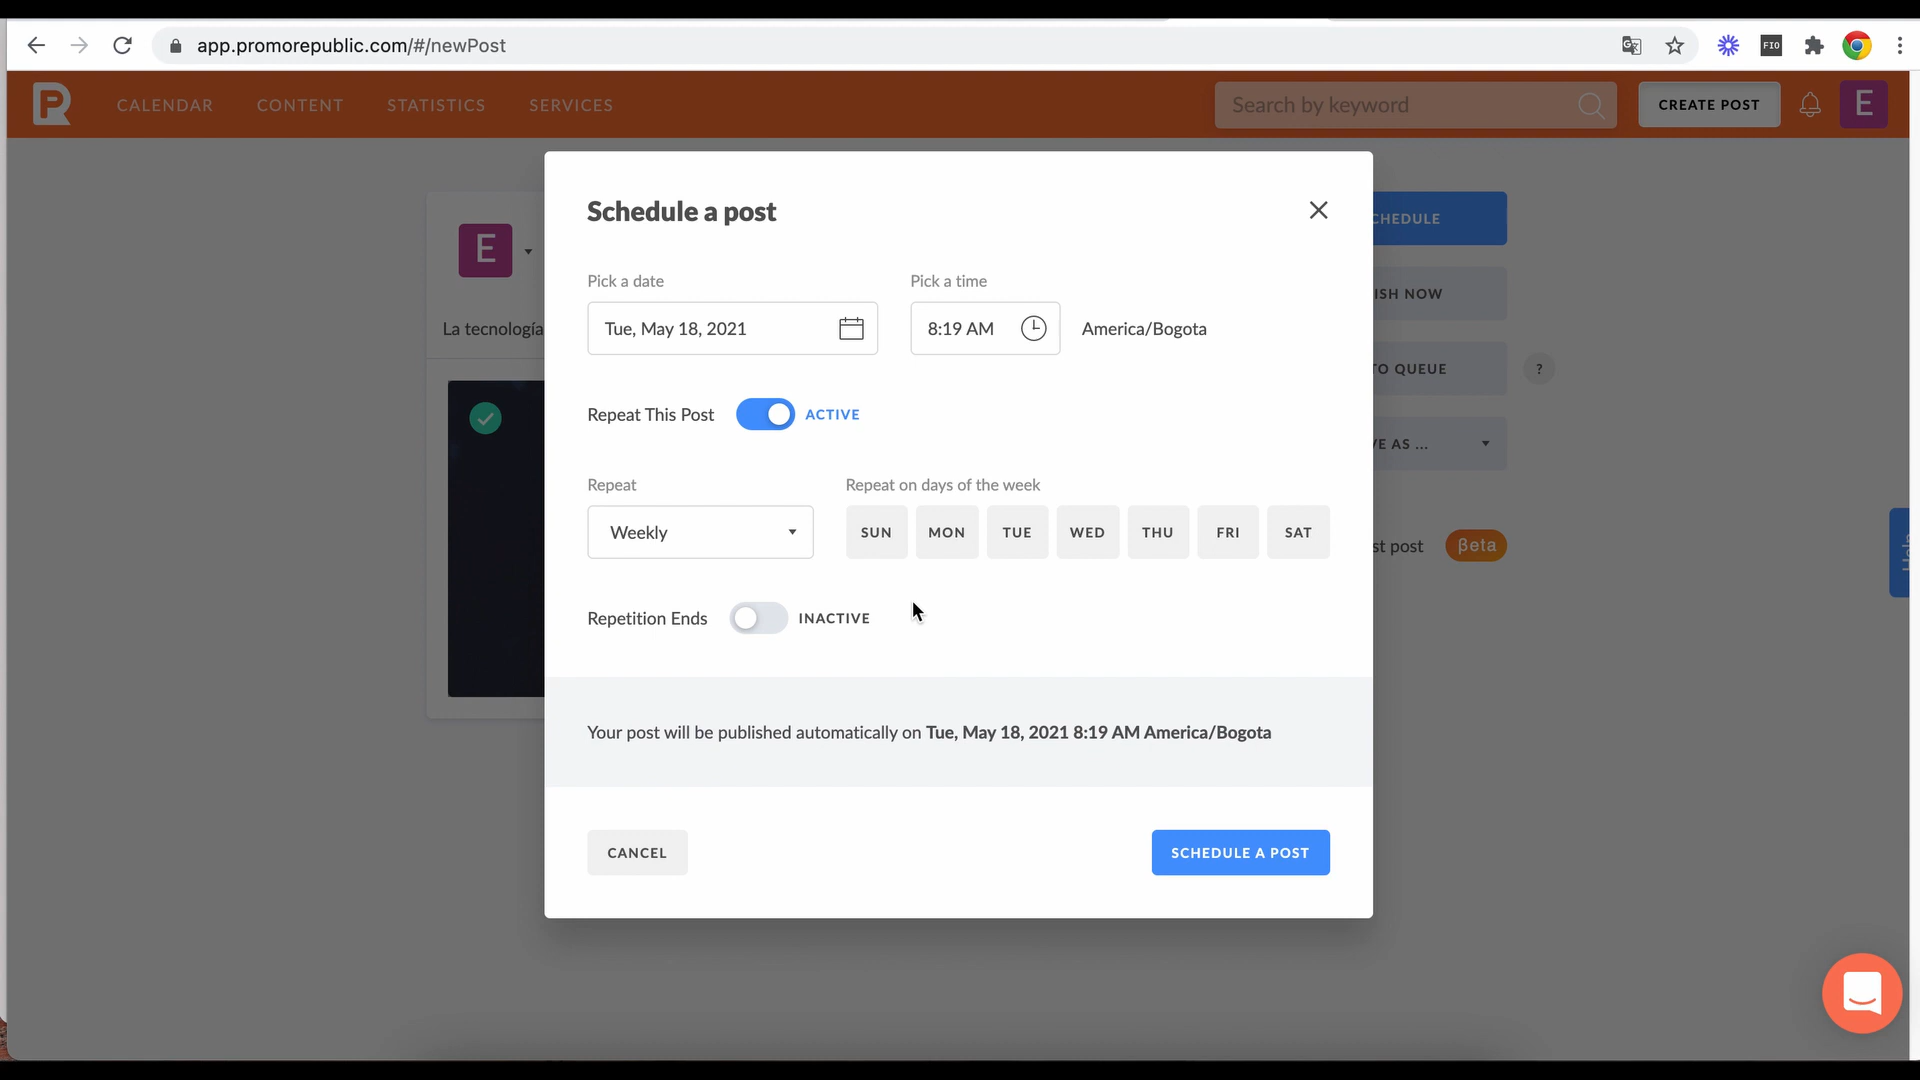 app.promorepublic.com/#/newPost
FIO
CALENDAR CONTENT STATISTICS SERVICES
Search by keyword
CREATE POST
E
E
La tecnología
Schedule a post
Pick a date
Pick a time
Tue, May 18, 2021
8:19 AM
America/Bogota
Repeat This Post
ACTIVE
Repeat
Repeat on days of the week
Weekly
SUN MON TUE WED THU FRI SAT
Repetition Ends
INACTIVE
Your post will be published automatically on Tue, May 18, 2021 8:19 AM America/Bogota
CANCEL
SCHEDULE A POST
CHEDULE
ISH NOW
TO QUEUE
?
VE AS ...
st post
βeta